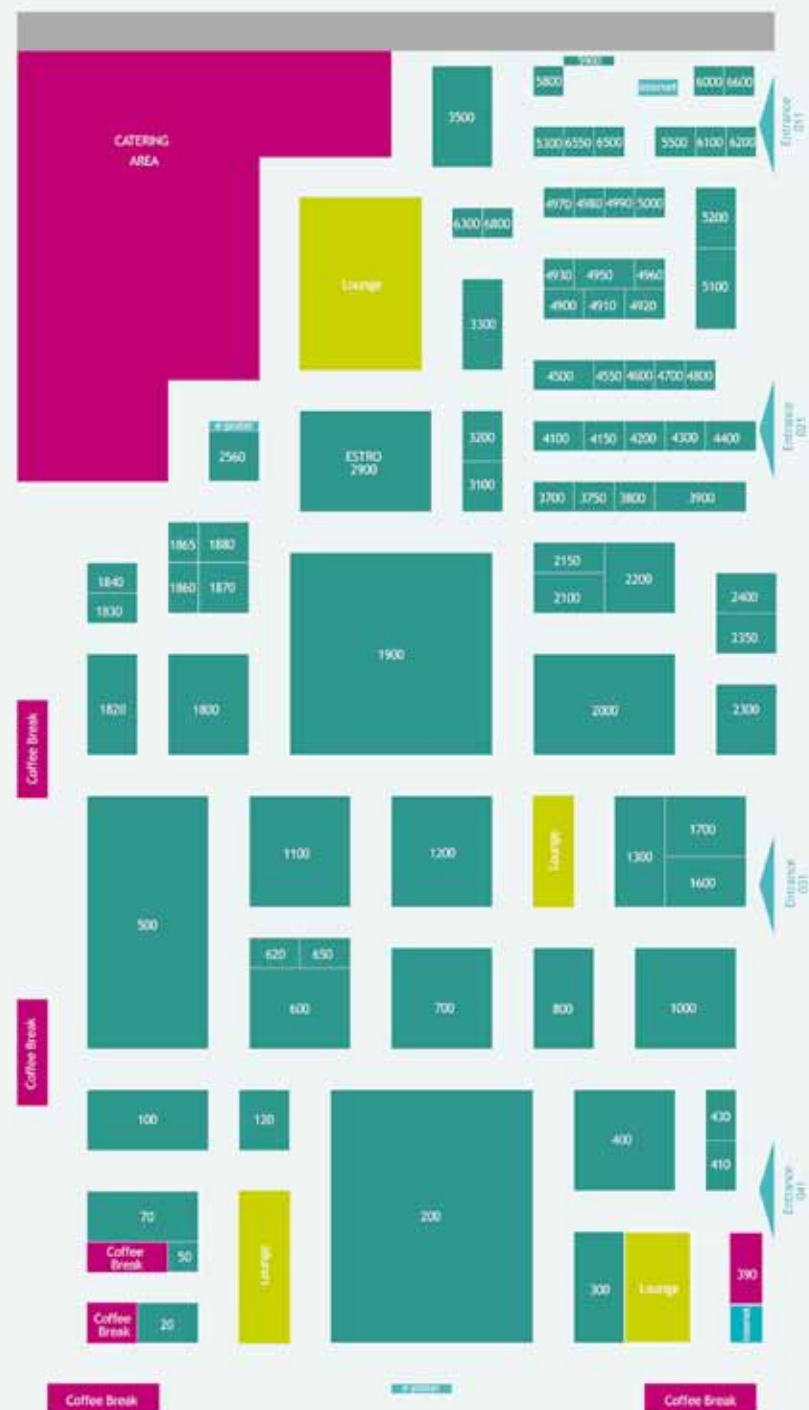 5900
5800
Internet
6000 6600
3500
Entrance
011
CATERING
AREA
5300 6550 6500
5500 6100 6200
4970 4980 4990 5000
5200
6300 6800
Lounge
4930 4950 4960
5100
4900 4910 4920
3300
4500 4550 4600 4700 4800
Entrance
021
e-poster
2560
ESTRO
2900
3200
4100 4150 4200 4300 4400
3100
3700 3750 3800 3900
1865 1880
2150
2200
1840
1860 1870
2100
2400
1830
2350
1900
1820
1800
2000
2300
Coffee Break
1100
1200
Lounge
1300
1700
1600
Entrance
031
500
620 650
600
700
800
1000
Coffee Break
100
120
400
430
410
Entrance
041
70
200
Coffee
Break
50
Lounge
300
Lounge
390
Coffee
Break
20
Internet
e-poster
Coffee Break
Coffee Break